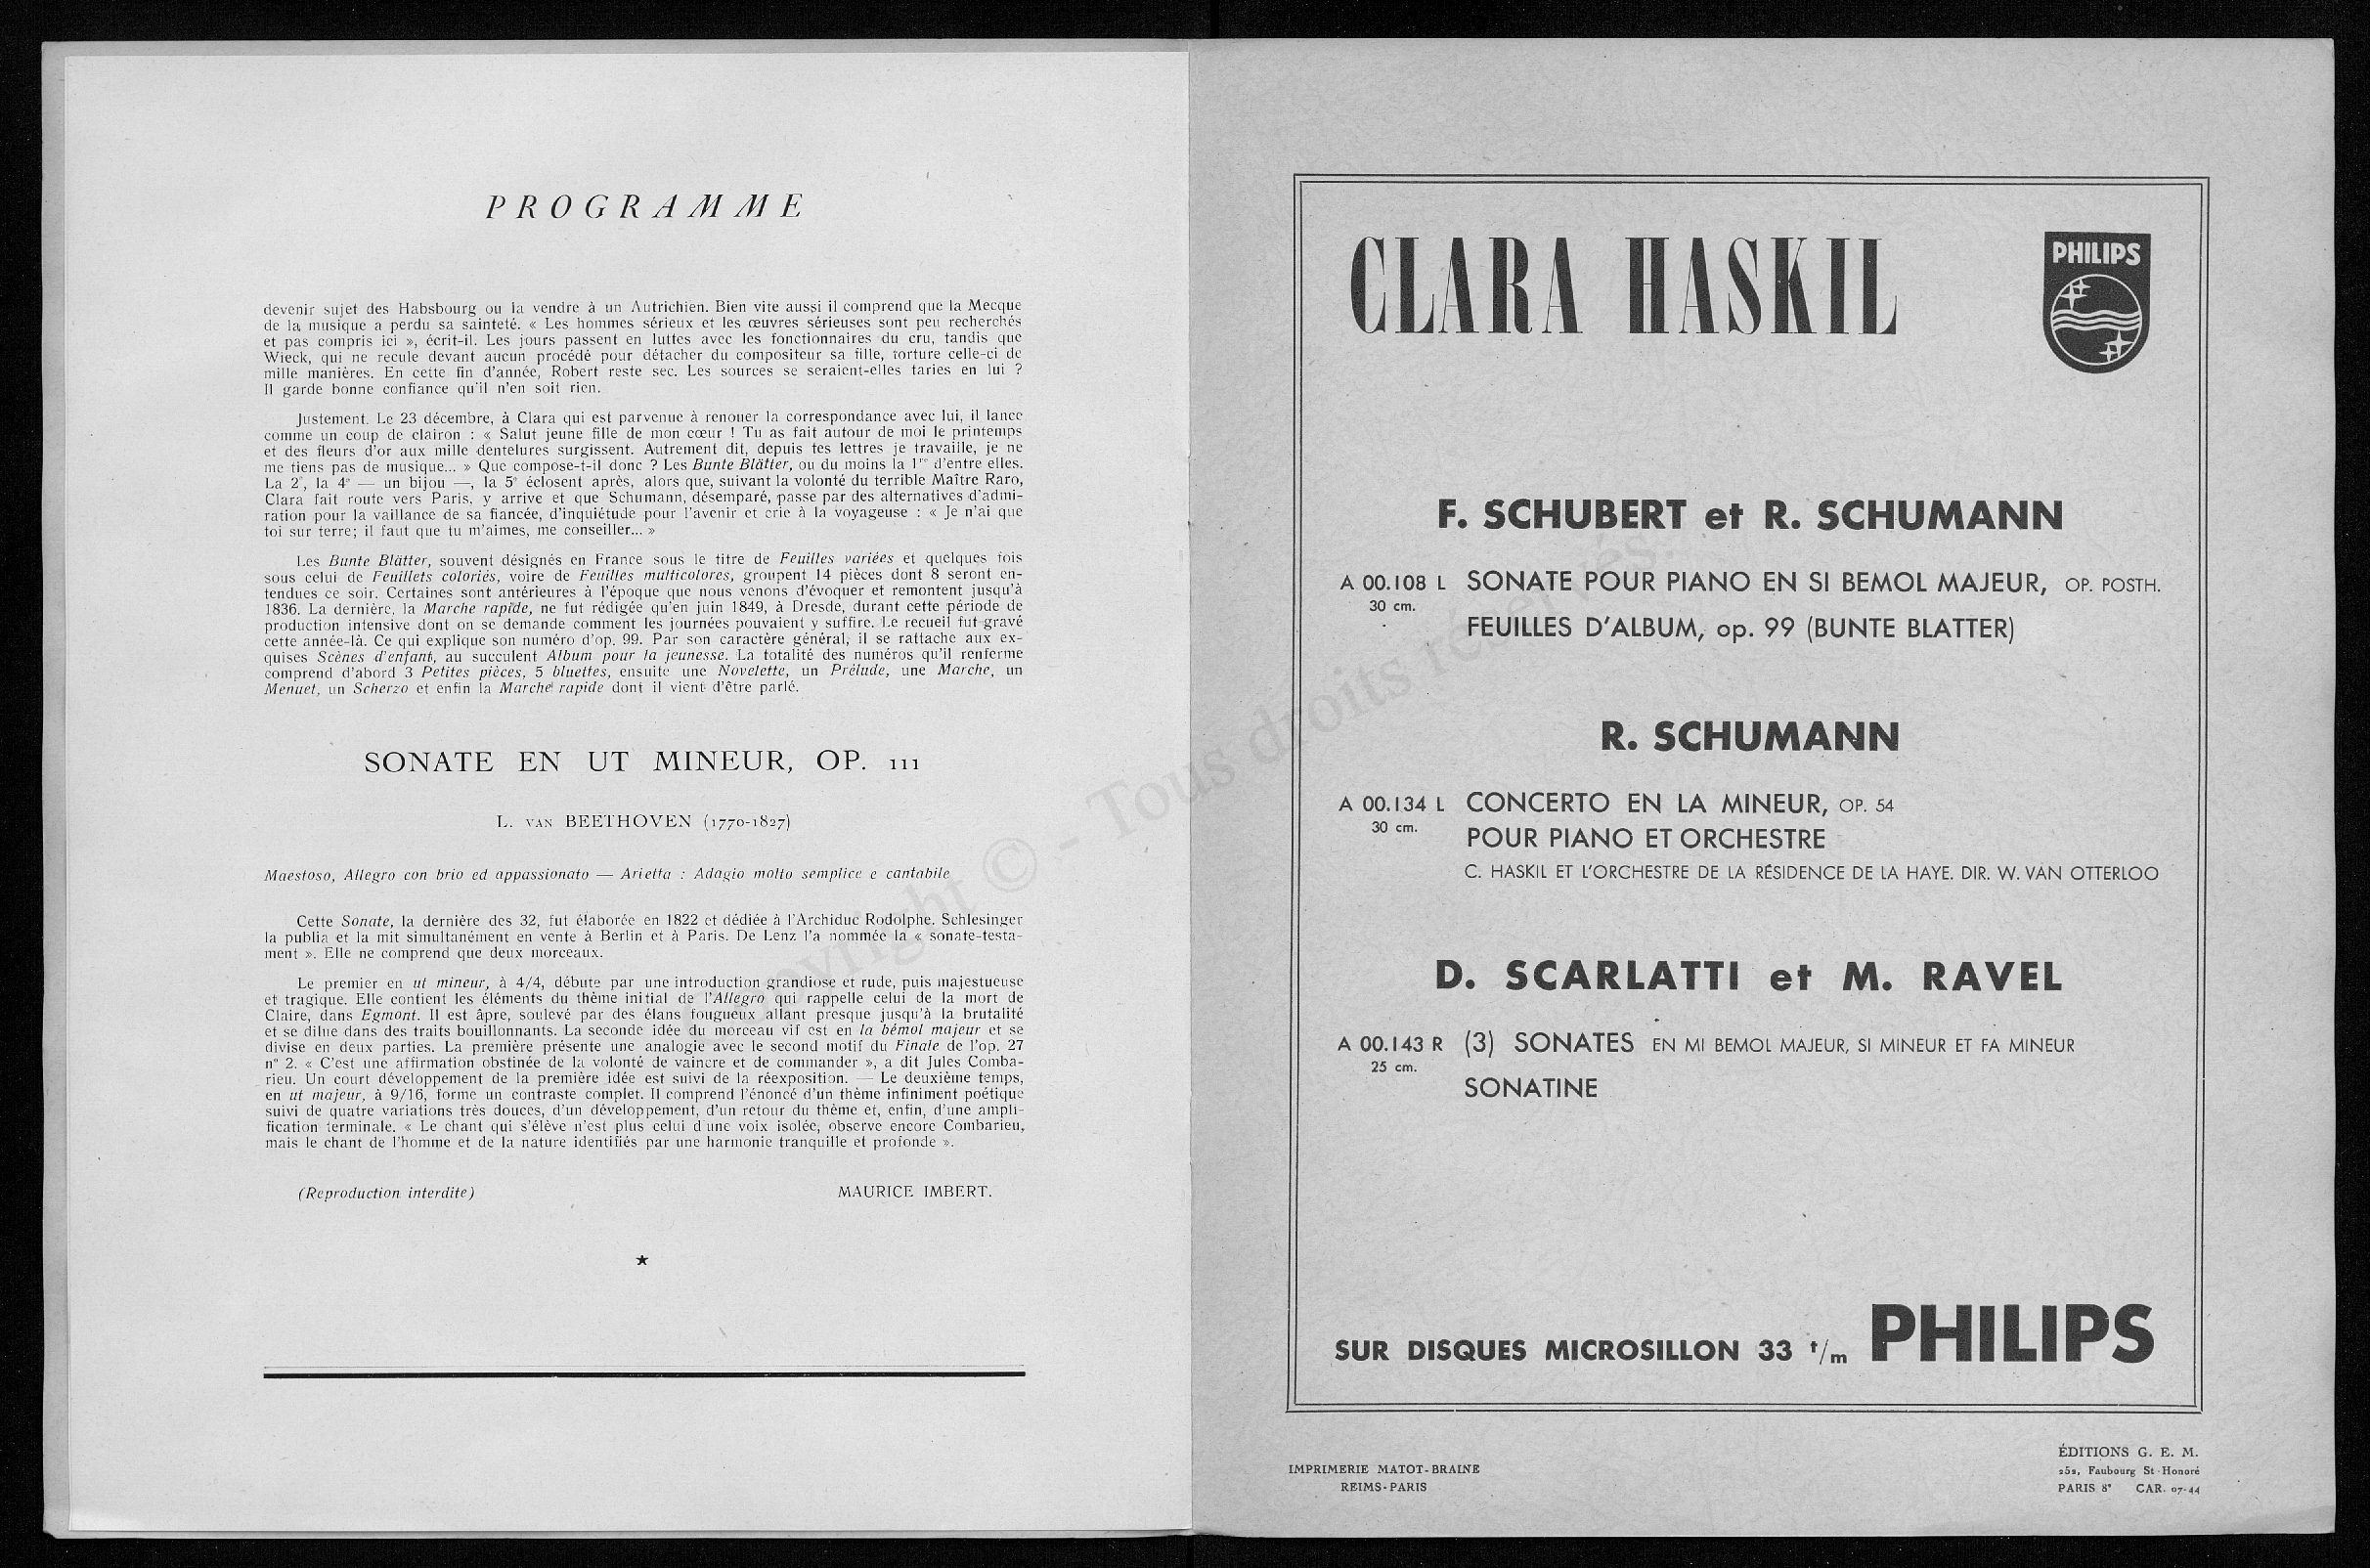 PROGRAMME
devenir sujet des Habsbourg ou la vendre à un Autrichien. Bien vite aussi il comprend que la Mecque
de la musique a perdu sa sainteté. « Les hommes sérieux et les œuvres sérieuses sont peu recherchés
et pas compris ici », écrit-il. Les jours passent en luttes avec les fonctionnaires du cru, tandis que
Wieck, qui ne recule devant aucun procédé pour détacher du compositeur sa fille, torture celle-ci de
mille manières. En cette fin d'année, Robert reste sec. Les sources se seraient-elles taries en lui ?
Il garde bonne confiance qu'il n'en soit rien.
Justement. Le 23 décembre, à Clara qui est parvenue à renouer la correspondance avec lui, il lance
comme un coup de clairon : « Salut jeune fille de mon cœur ! Tu as fait autour de moi le printemps
et des fleurs d'or aux mille dentelures surgissent. Autrement dit, depuis tes lettres je travaille, je ne
me tiens pas de musique... » Que compose-t-il donc ? Les Bunte Blätter, ou du moins la 1re d'entre elles.
La 2e, la 4e — un bijou —, la 5e éclosent après, alors que, suivant la volonté du terrible Maître Raro,
Clara fait route vers Paris, y arrive et que Schumann, désemparé, passe par des alternatives d'admi-
ration pour la vaillance de sa fiancée, d'inquiétude pour l'avenir et crie à la voyageuse : « Je n'ai que
toi sur terre; il faut que tu m'aimes, me conseiller... »
Les Bunte Blätter, souvent désignés en France sous le titre de Feuilles variées et quelques fois
sous celui de Feuillets coloriés, voire de Feuilles multicolores, groupent 14 pièces dont 8 seront en-
tendues ce soir. Certaines sont antérieures à l'époque que nous venons d'évoquer et remontent jusqu'à
1836. La dernière, la Marche rapide, ne fut rédigée qu'en juin 1849, à Dresde, durant cette période de
production intensive dont on se demande comment les journées pouvaient y suffire. Le recueil fut gravé
cette année-là. Ce qui explique son numéro d'op. 99. Par son caractère général, il se rattache aux ex-
quises Scènes d'enfant, au succulent Album pour la jeunesse. La totalité des numéros qu'il renferme
comprend d'abord 3 Petites pièces, 5 bluettes, ensuite une Novelette, un Prélude, une Marche, un
Menuet, un Scherzo et enfin la Marche rapide dont il vient d'être parlé.
SONATE EN UT MINEUR, OP. 111
L. VAN BEETHOVEN (1770-1827)
Maestoso, Allegro con brio ed appassionato — Arietta : Adagio molto semplice e cantabile
Cette Sonate, la dernière des 32, fut élaborée en 1822 et dédiée à l'Archiduc Rodolphe. Schlesinger
la publia et la mit simultanément en vente à Berlin et à Paris. De Lenz l'a nommée la « sonate-testa-
ment ». Elle ne comprend que deux morceaux.
Le premier en ut mineur, à 4/4, débute par une introduction grandiose et rude, puis majestueuse
et tragique. Elle contient les éléments du thème initial de l'Allegro qui rappelle celui de la mort de
Claire, dans Egmont. Il est âpre, soulevé par des élans fougueux allant presque jusqu'à la brutalité
et se dilue dans des traits bouillonnants. La seconde idée du morceau vif est en la bémol majeur et se
divise en deux parties. La première présente une analogie avec le second motif du Finale de l'op. 27
n° 2. « C'est une affirmation obstinée de la volonté de vaincre et de commander », a dit Jules Comba-
rieu. Un court développement de la première idée est suivi de la réexposition. — Le deuxième temps,
en ut majeur, à 9/16, forme un contraste complet. Il comprend l'énoncé d'un thème infiniment poétique
suivi de quatre variations très douces, d'un développement, d'un retour du thème et, enfin, d'une ampli-
fication terminale. « Le chant qui s'élève n'est plus celui d'une voix isolée, observe encore Combarieu,
mais le chant de l'homme et de la nature identifiés par une harmonie tranquille et profonde ».
(Reproduction interdite) MAURICE IMBERT.
★
CLARA HASKIL
PHILIPS
F. SCHUBERT et R. SCHUMANN
A 00.108 L SONATE POUR PIANO EN SI BEMOL MAJEUR, OP. POSTH.
30 cm.
FEUILLES D'ALBUM, op. 99 (BUNTE BLATTER)
R. SCHUMANN
A 00.134 L CONCERTO EN LA MINEUR, OP. 54
30 cm.
POUR PIANO ET ORCHESTRE
C. HASKIL ET L'ORCHESTRE DE LA RÉSIDENCE DE LA HAYE. DIR. W. VAN OTTERLOO
D. SCARLATTI et M. RAVEL
A 00.143 R (3) SONATES EN MI BEMOL MAJEUR, SI MINEUR ET FA MINEUR
25 cm.
SONATINE
SUR DISQUES MICROSILLON 33 t/m PHILIPS
IMPRIMERIE MATOT-BRAINE
REIMS-PARIS
ÉDITIONS G. E. M.
252, Faubourg St-Honoré
PARIS 8e CAR. 07-44
Copyright © - Tous droits réservés.